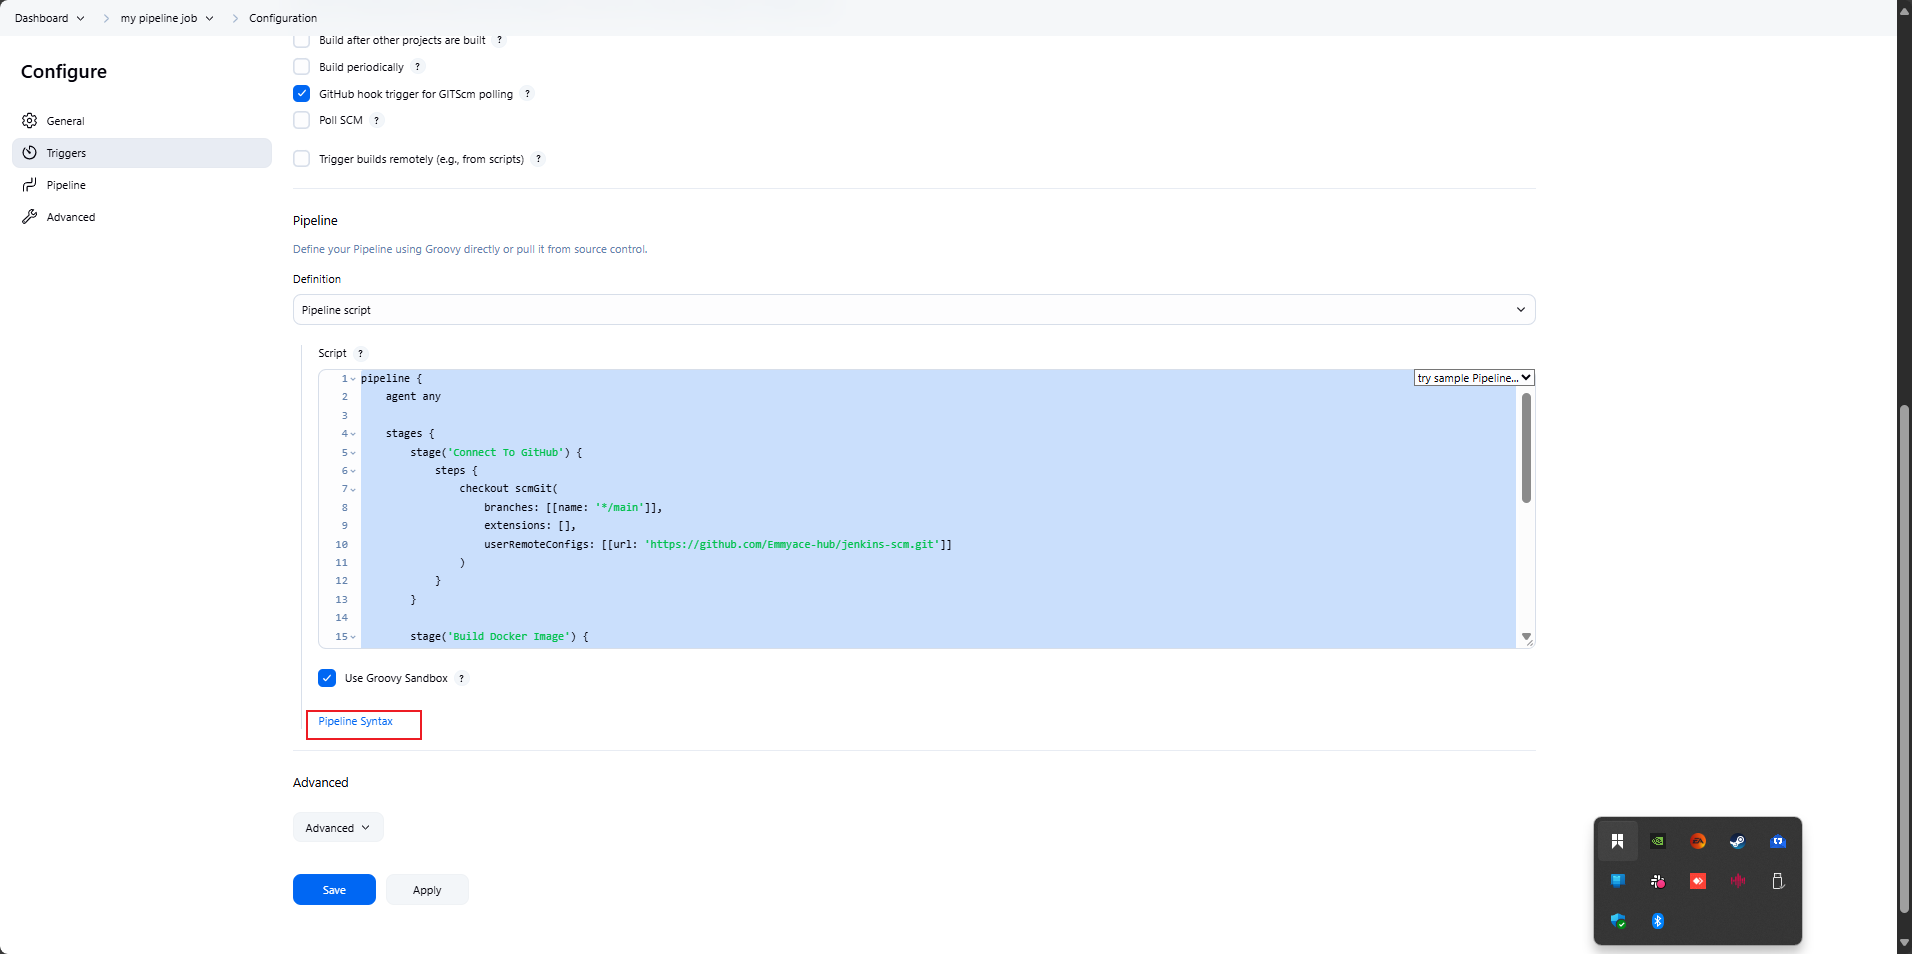 Dashboard > my pipeline job > Configuration
Build after other projects are built ?
Configure
Build periodically ?
GitHub hook trigger for GITScm polling ?
Poll SCM ?
Trigger builds remotely (e.g., from scripts) ?
General
Triggers
Pipeline
Advanced
Pipeline
Define your Pipeline using Groovy directly or pull it from source control.
Definition
Pipeline script
Script ?
try sample Pipeline...
1 pipeline {
2     agent any
3
4     stages {
5         stage('Connect To GitHub') {
6             steps {
7                 checkout scmGit(
8                     branches: [[name: '*/main']],
9                     extensions: [],
10                     userRemoteConfigs: [[url: 'https://github.com/Emmyace-hub/jenkins-scm.git']]
11                 )
12             }
13         }
14
15         stage('Build Docker Image') {
Use Groovy Sandbox ?
Pipeline Syntax
Advanced
Advanced
Save
Apply